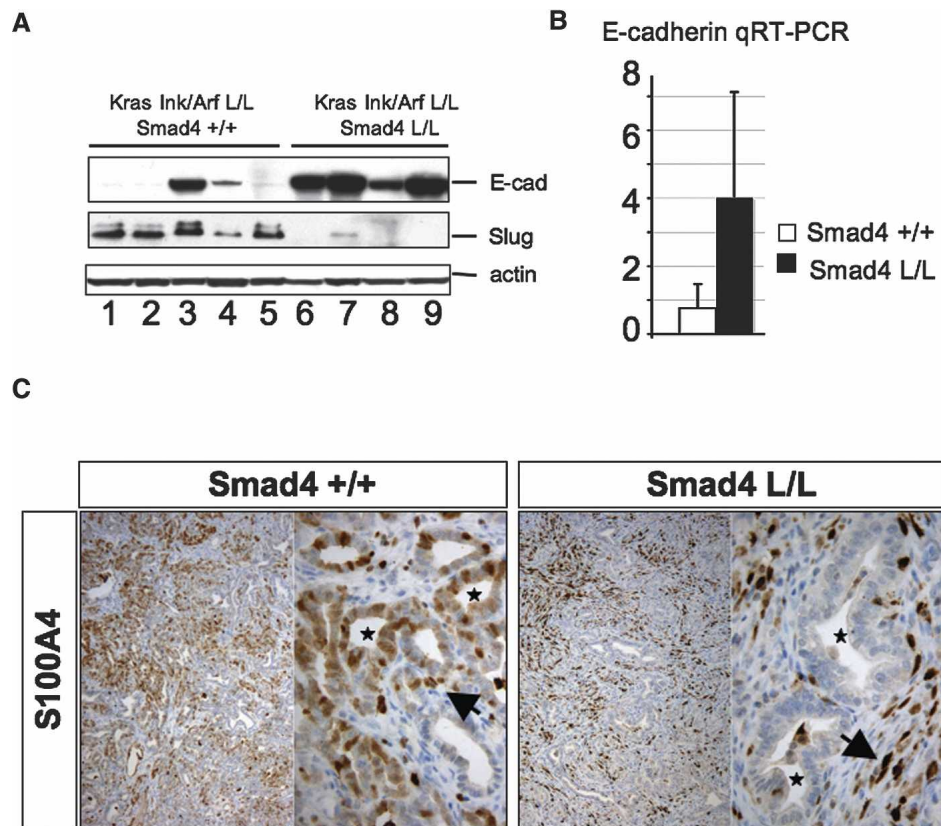 A
Kras Ink/Arf L/L
Smad4 +/+
Kras Ink/Arf L/L
Smad4 L/L
E-cad
Slug
actin
1 2 3 4 5 6 7 8 9
B
E-cadherin qRT-PCR
8
6
4
2
0
Smad4 +/+
Smad4 L/L
C
Smad4 +/+
Smad4 L/L
S100A4